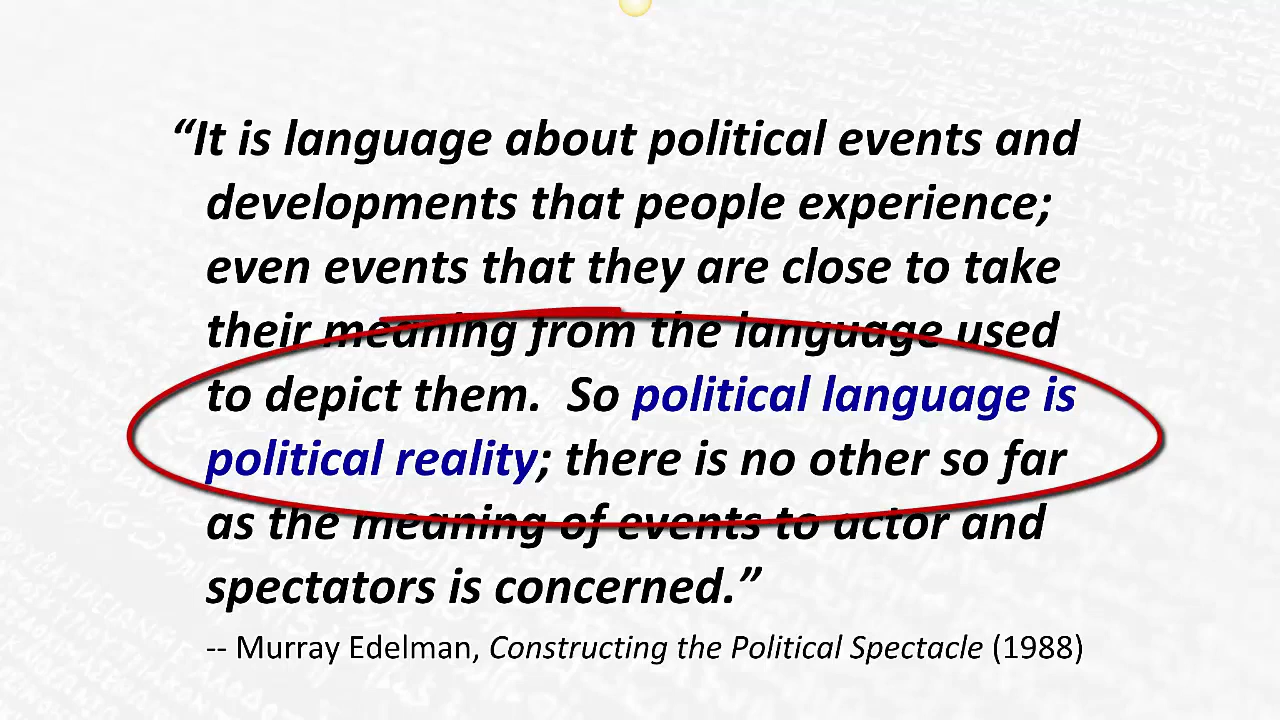 “It is language about political events and
developments that people experience;
even events that they are close to take
their meaning from the language used
to depict them.  So political language is
political reality; there is no other so far
as the meaning of events to actor and
spectators is concerned.”
-- Murray Edelman, Constructing the Political Spectacle (1988)